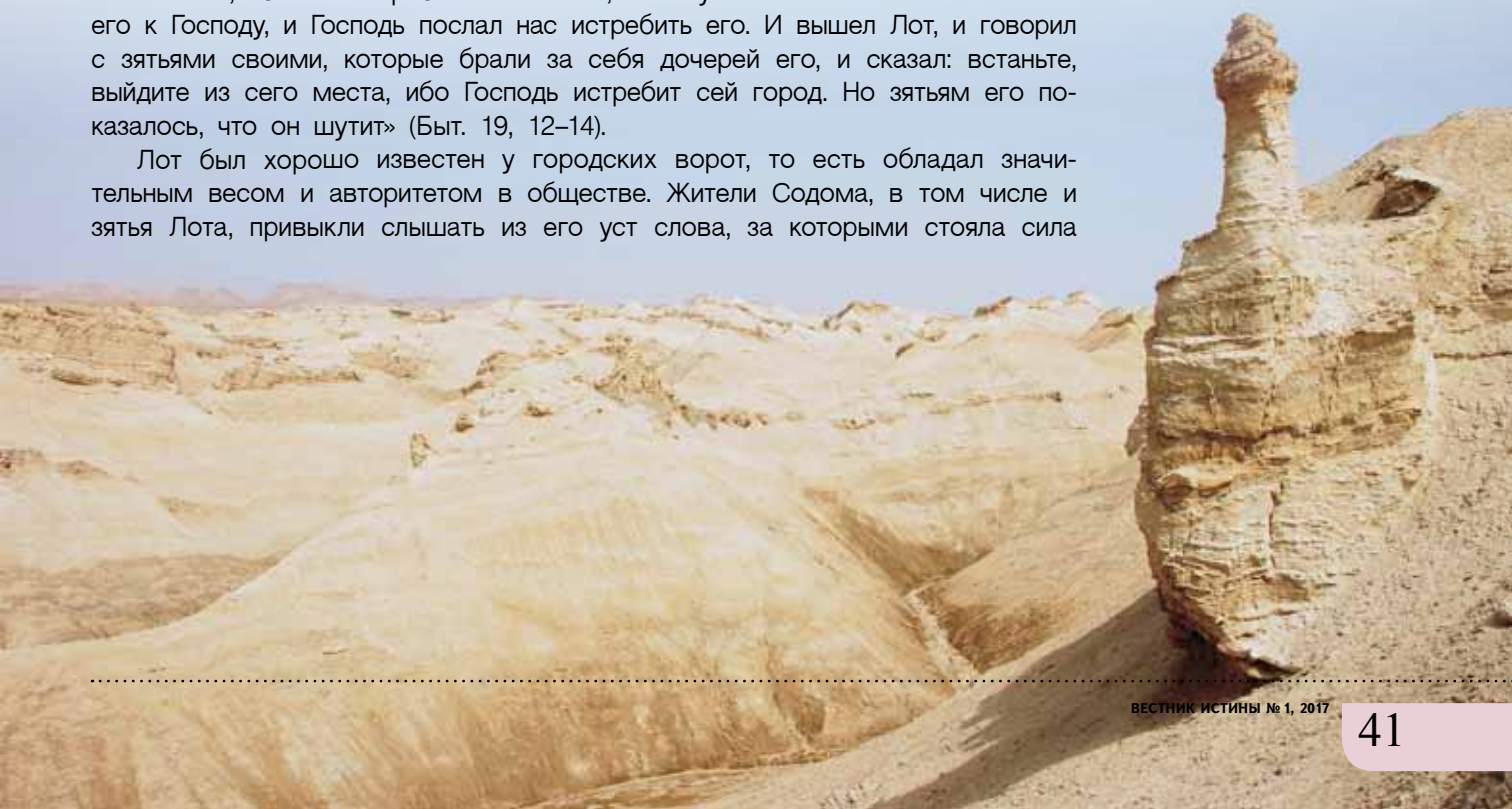 его к Господу, и Господь послал нас истребить его. И вышел Лот, и говорил
с зятьями своими, которые брали за себя дочерей его, и сказал: встаньте,
выйдите из сего места, ибо Господь истребит сей город. Но зятьям его по-
казалось, что он шутит» (Быт. 19, 12–14).
Лот был хорошо известен у городских ворот, то есть обладал значи-
тельным весом и авторитетом в обществе. Жители Содома, в том числе и
зятья Лота, привыкли слышать из его уст слова, за которыми стояла сила
ВЕСТНИК ИСТИНЫ № 1, 2017
41